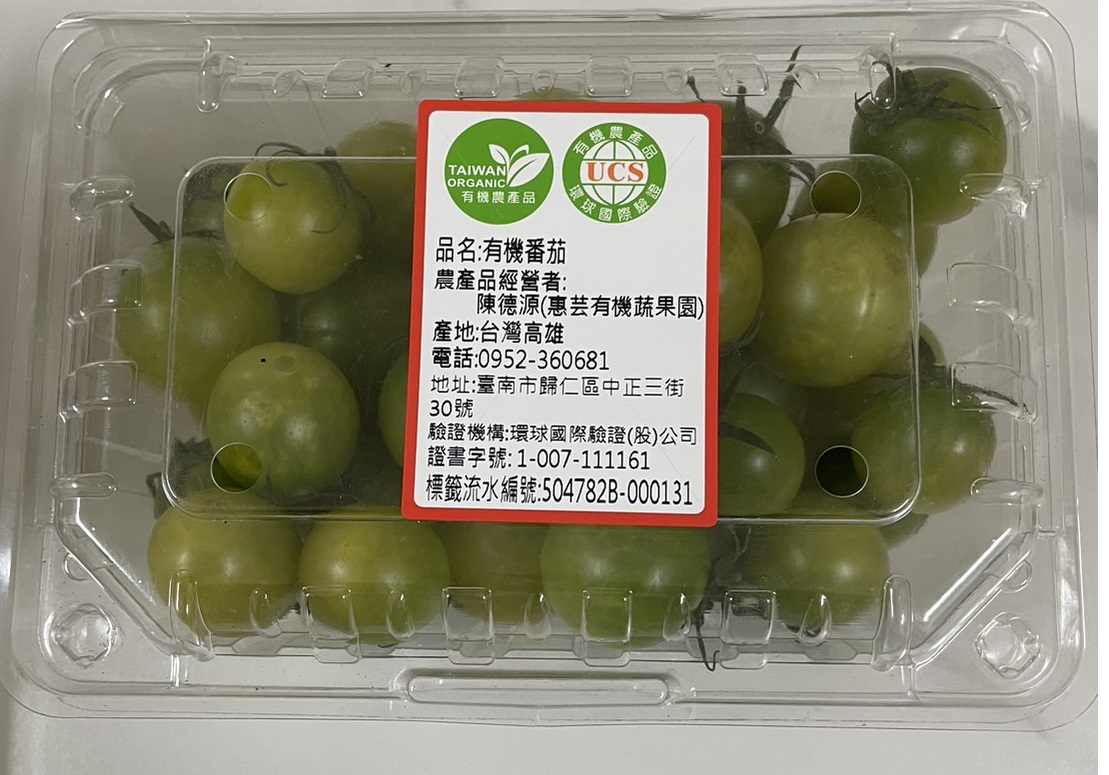 TAIWAN
ORGANIC
有機農產品
有機農產品
UCS
環球國際驗證
品名:有機番茄
農產品經營者:
陳德源(惠芸有機蔬果園)
產地:台灣高雄
電話:0952-360681
地址:臺南市歸仁區中正三街
30號
驗證機構:環球國際驗證(股)公司
證書字號: 1-007-111161
標籤流水編號:504782B-000131